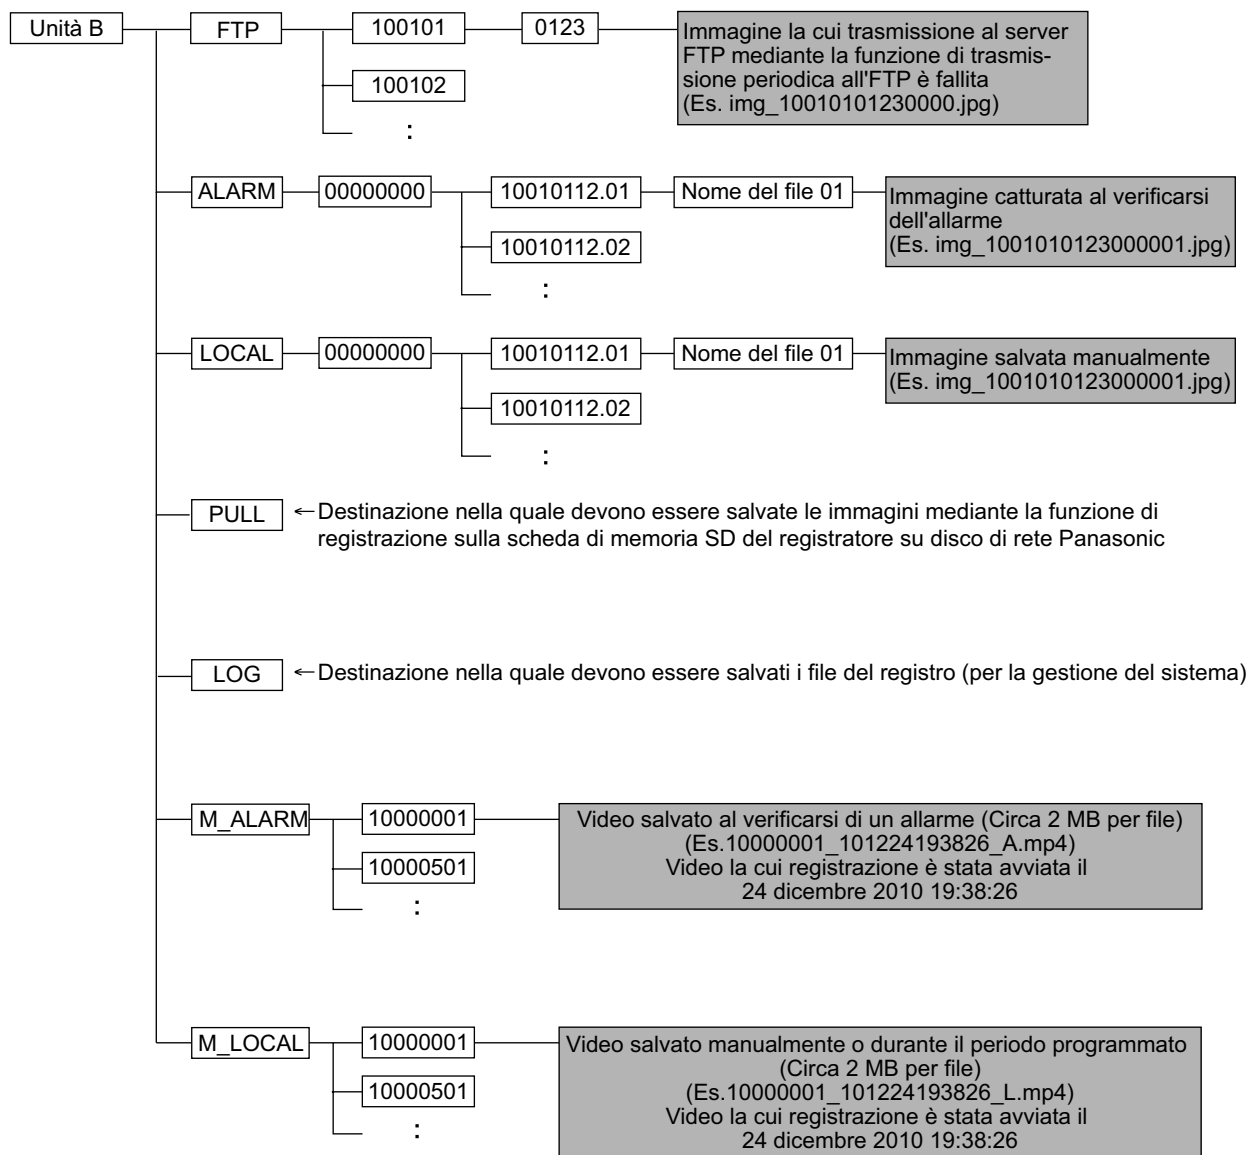 Unità B
FTP
100101
0123
Immagine la cui trasmissione al server
FTP mediante la funzione di trasmis-
sione periodica all'FTP è fallita
(Es. img_10010101230000.jpg)
100102
:
ALARM
00000000
10010112.01
Nome del file 01
Immagine catturata al verificarsi
dell'allarme
(Es. img_1001010123000001.jpg)
10010112.02
:
LOCAL
00000000
10010112.01
Nome del file 01
Immagine salvata manualmente
(Es. img_1001010123000001.jpg)
10010112.02
:
PULL
←Destinazione nella quale devono essere salvate le immagini mediante la funzione di
registrazione sulla scheda di memoria SD del registratore su disco di rete Panasonic
LOG
←Destinazione nella quale devono essere salvati i file del registro (per la gestione del sistema)
M_ALARM
10000001
Video salvato al verificarsi di un allarme (Circa 2 MB per file)
(Es.10000001_101224193826_A.mp4)
Video la cui registrazione è stata avviata il
24 dicembre 2010 19:38:26
10000501
:
M_LOCAL
10000001
Video salvato manualmente o durante il periodo programmato
(Circa 2 MB per file)
(Es.10000001_101224193826_L.mp4)
Video la cui registrazione è stata avviata il
24 dicembre 2010 19:38:26
10000501
: